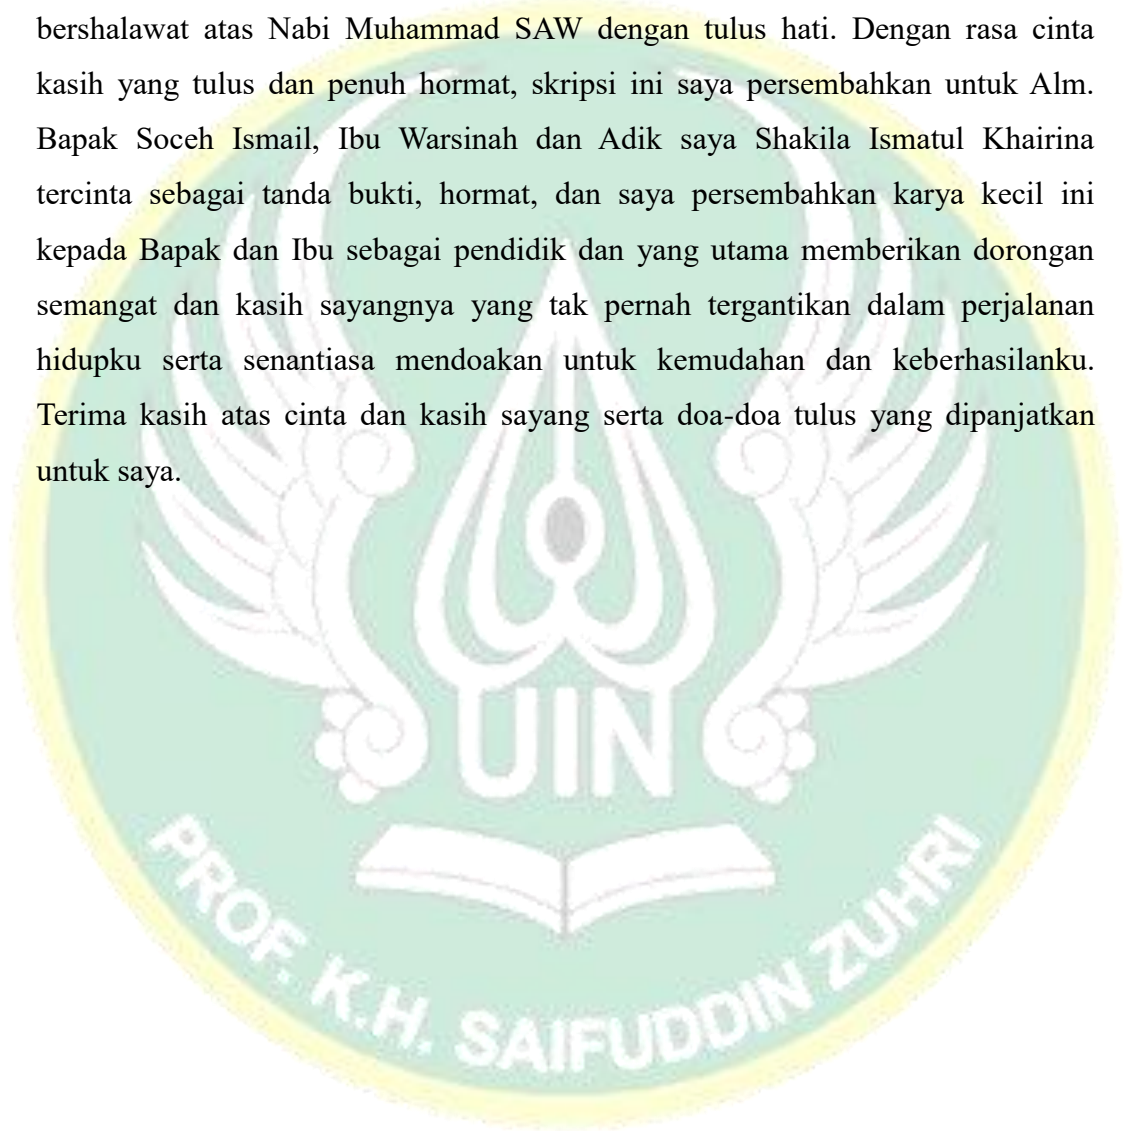 bershalawat atas Nabi Muhammad SAW dengan tulus hati. Dengan rasa cinta
kasih yang tulus dan penuh hormat, skripsi ini saya persembahkan untuk Alm.
Bapak Soceh Ismail, Ibu Warsinah dan Adik saya Shakila Ismatul Khairina
tercinta sebagai tanda bukti, hormat, dan saya persembahkan karya kecil ini
kepada Bapak dan Ibu sebagai pendidik dan yang utama memberikan dorongan
semangat dan kasih sayangnya yang tak pernah tergantikan dalam perjalanan
hidupku serta senantiasa mendoakan untuk kemudahan dan keberhasilanku.
Terima kasih atas cinta dan kasih sayang serta doa-doa tulus yang dipanjatkan
untuk saya.
UIN
PROF. K.H. SAIFUDDIN ZUHRI